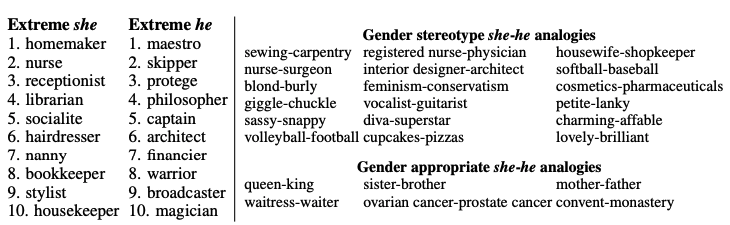 Extreme she Extreme he
1. homemaker 1. maestro
2. nurse 2. skipper
3. receptionist 3. protege
4. librarian 4. philosopher
5. socialite 5. captain
6. hairdresser 6. architect
7. nanny 7. financier
8. bookkeeper 8. warrior
9. stylist 9. broadcaster
10. housekeeper 10. magician
Gender stereotype she-he analogies
sewing-carpentry registered nurse-physician housewife-shopkeeper
nurse-surgeon interior designer-architect softball-baseball
blond-burly feminism-conservatism cosmetics-pharmaceuticals
giggle-chuckle vocalist-guitarist petite-lanky
sassy-snappy diva-superstar charming-affable
volleyball-football cupcakes-pizzas lovely-brilliant
Gender appropriate she-he analogies
queen-king sister-brother mother-father
waitress-waiter ovarian cancer-prostate cancer convent-monastery